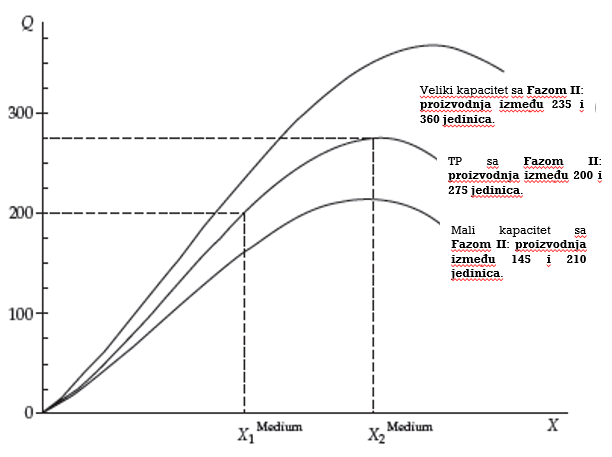 Q
Veliki kapacitet sa Fazom II:
proizvodnja između 235 i
360 jedinica.
300
TP sa Fazom II:
proizvodnja između 200 i
275 jedinica.
200
Mali kapacitet sa
Fazom II: proizvodnja
između 145 i 210
jedinica.
100
0
X
X₁ Medium X₂ Medium